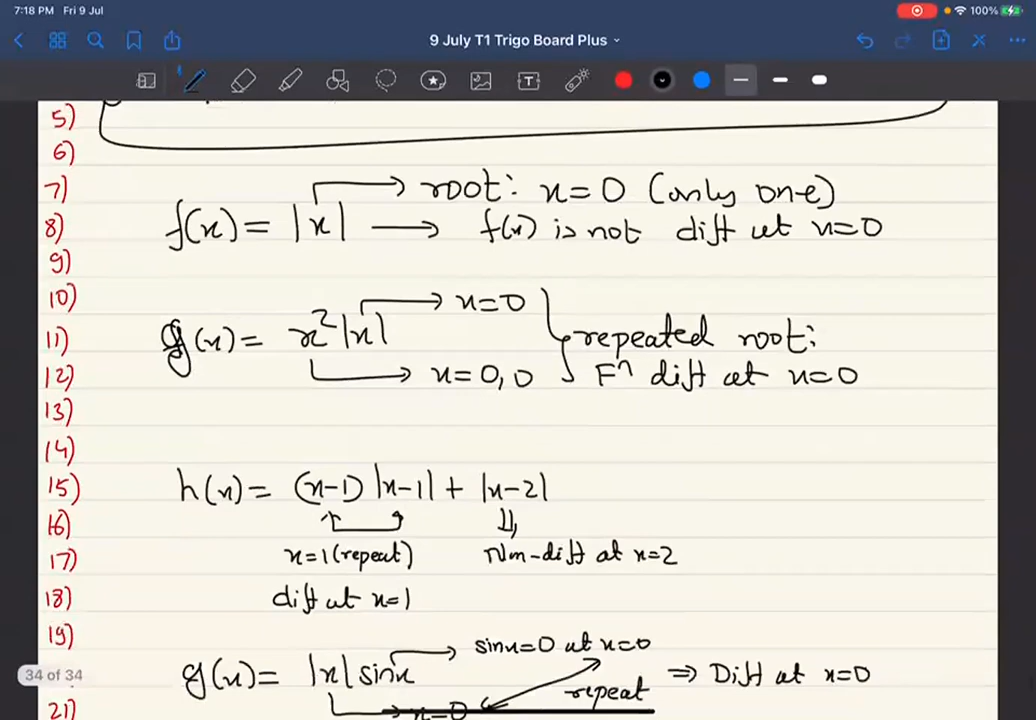 7:18 PM Fri 9 Jul
100%
9 July T1 Trigo Board Plus
T
5)
6)
7) root: x=0 (only one)
8) f(x) = |x| → f(x) is not diff at x=0
9)
10) x=0
11) g(x) = x²|x| repeated root:
12) x=0,0 Fⁿ diff at x=0
13)
14)
15) h(x) = (x-1) |x-1| + |x-2|
16)
17) x=1 (repeat) Non-diff at x=2
18) diff at x=1
19) sinx=0 at x=0
34 of 34 g(x) = |x| sinx repeat ⇒ Diff at x=0
21) x=0